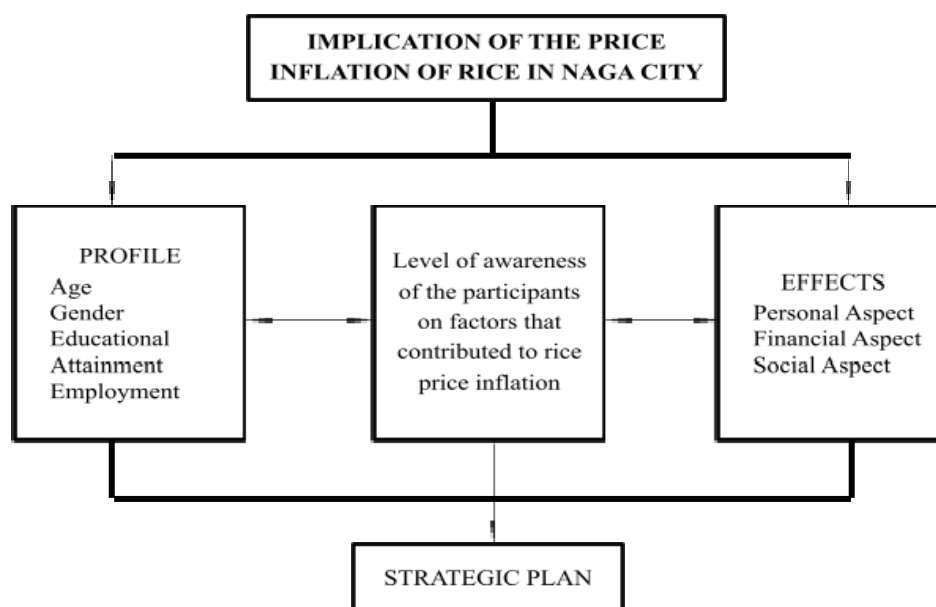 IMPLICATION OF THE PRICE
INFLATION OF RICE IN NAGA CITY
PROFILE
Age
Gender
Educational
Attainment
Employment
Level of awareness
of the participants
on factors that
contributed to rice
price inflation
EFFECTS
Personal Aspect
Financial Aspect
Social Aspect
STRATEGIC PLAN